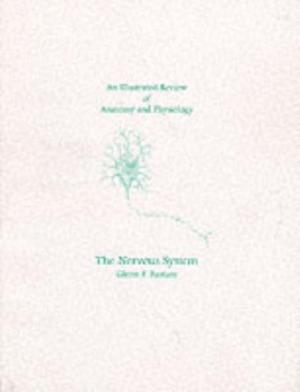 An Illustrated Review
of
Anatomy and Physiology
The Nervous System
Glenn F. Bastian